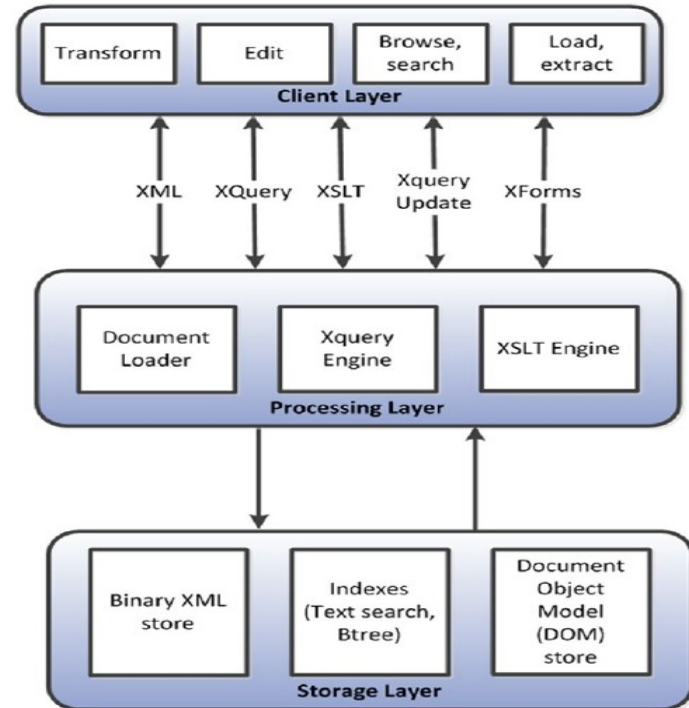 Transform
Edit
Browse,
search
Load,
extract
Client Layer
XML
XQuery
XSLT
Xquery
Update
XForms
Document
Loader
Xquery
Engine
XSLT Engine
Processing Layer
Binary XML
store
Indexes
(Text search,
Btree)
Document
Object
Model
(DOM)
store
Storage Layer